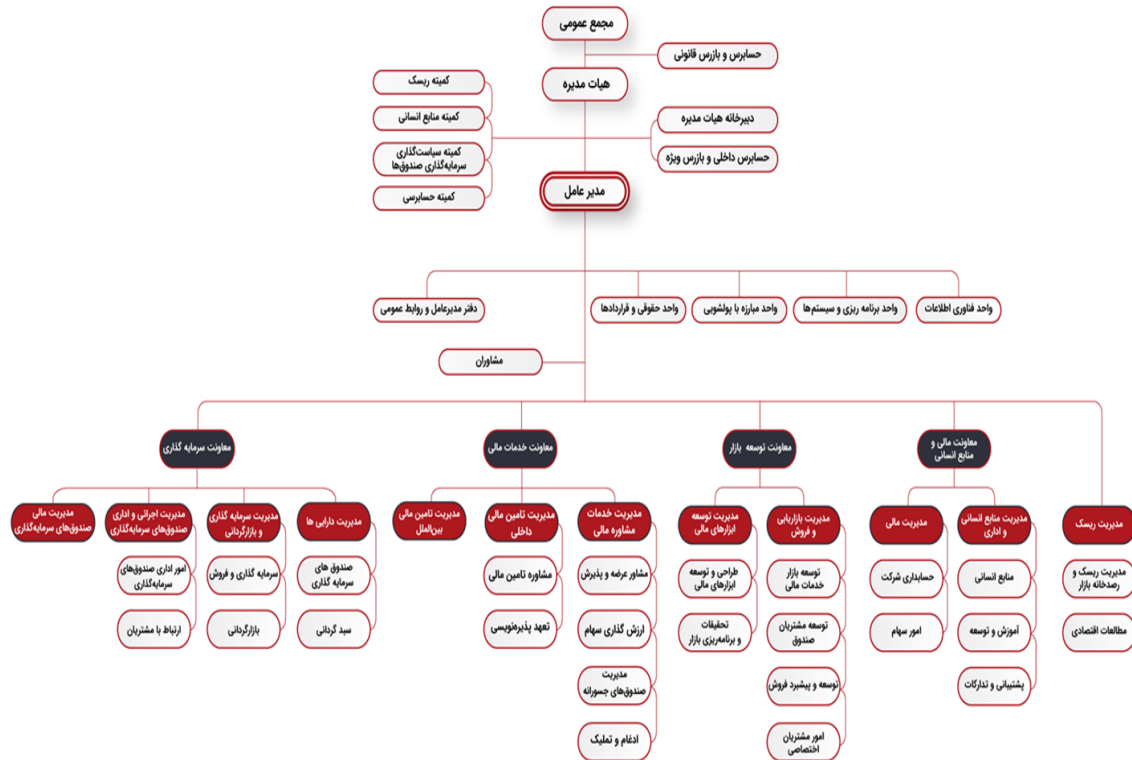 مجمع عمومی
حسابرس و بازرس قانونی
هیات مدیره
کمیته ریسک
کمیته منابع انسانی
کمیته سیاست‌گذاری
سرمایه‌گذاری صندوق‌ها
کمیته حسابرسی
دبیرخانه هیات مدیره
حسابرس داخلی و بازرس ویژه
مدیر عامل
واحد فناوری اطلاعات
واحد برنامه ریزی و سیستم‌ها
واحد مبارزه با پولشویی
واحد حقوقی و قراردادها
دفتر مدیرعامل و روابط عمومی
مشاوران
معاونت مالی و
منابع انسانی
معاونت توسعه بازار
معاونت خدمات مالی
معاونت سرمایه گذاری
مدیریت ریسک
مدیریت ریسک و
رصدخانه بازار
مطالعات اقتصادی
مدیریت منابع انسانی
و اداری
منابع انسانی
آموزش و توسعه
پشتیبانی و تدارکات
مدیریت مالی
حسابداری شرکت
امور سهام
مدیریت بازاریابی
و فروش
توسعه بازار
خدمات مالی
توسعه مشتریان
صندوق
توسعه و پیشبرد فروش
امور مشتریان
اختصاصی
مدیریت توسعه
ابزارهای مالی
طراحی و توسعه
ابزارهای مالی
تحقیقات
و برنامه‌ریزی بازار
مدیریت خدمات
مشاوره مالی
مشاور عرضه و پذیرش
ارزش گذاری سهام
مدیریت
صندوق‌های جسورانه
ادغام و تملیک
مدیریت تامین مالی
داخلی
مشاوره تامین مالی
تعهد پذیره‌نویسی
مدیریت تامین مالی
بین‌الملل
مدیریت دارایی ها
صندوق های
سرمایه گذاری
سبد گردانی
مدیریت سرمایه گذاری
و بازارگردانی
سرمایه گذاری و فروش
بازارگردانی
مدیریت اجرائی و اداری
صندوق‌های سرمایه‌گذاری
امور اداری صندوق‌های
سرمایه‌گذاری
ارتباط با مشتریان
مدیریت مالی
صندوق‌های سرمایه‌گذاری